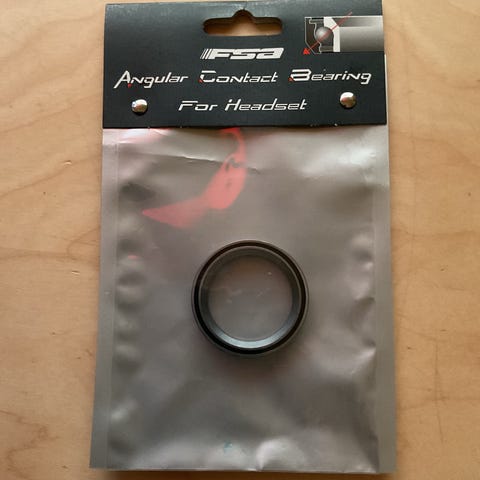 FSA
Angular Contact Bearing
For Headset